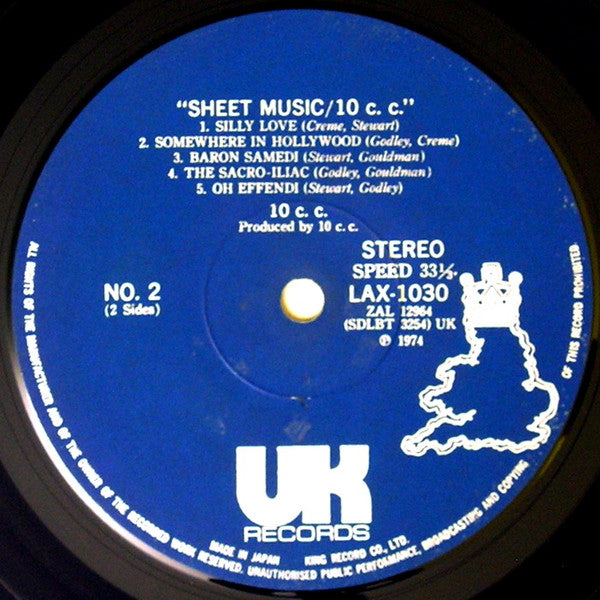 "SHEET MUSIC/10 c. c."
1. SILLY LOVE (Creme, Stewart)
2. SOMEWHERE IN HOLLYWOOD (Godley, Creme)
3. BARON SAMEDI (Stewart, Gouldman)
4. THE SACRO-ILIAC (Godley, Gouldman)
5. OH EFFENDI (Stewart, Godley)
10 c. c.
Produced by 10 c. c.
STEREO
SPEED 33⅓.
NO. 2
(2 Sides)
LAX-1030
ZAL 12964
(SDLBT 3254) UK
Ⓟ 1974
UK
RECORDS
MADE IN JAPAN KING RECORD CO., LTD.
ALL RIGHTS OF THE MANUFACTURER AND OF THE OWNER OF THE RECORDED WORK RESERVED. UNAUTHORISED PUBLIC PERFORMANCE, BROADCASTING AND COPYING OF THIS RECORD PROHIBITED